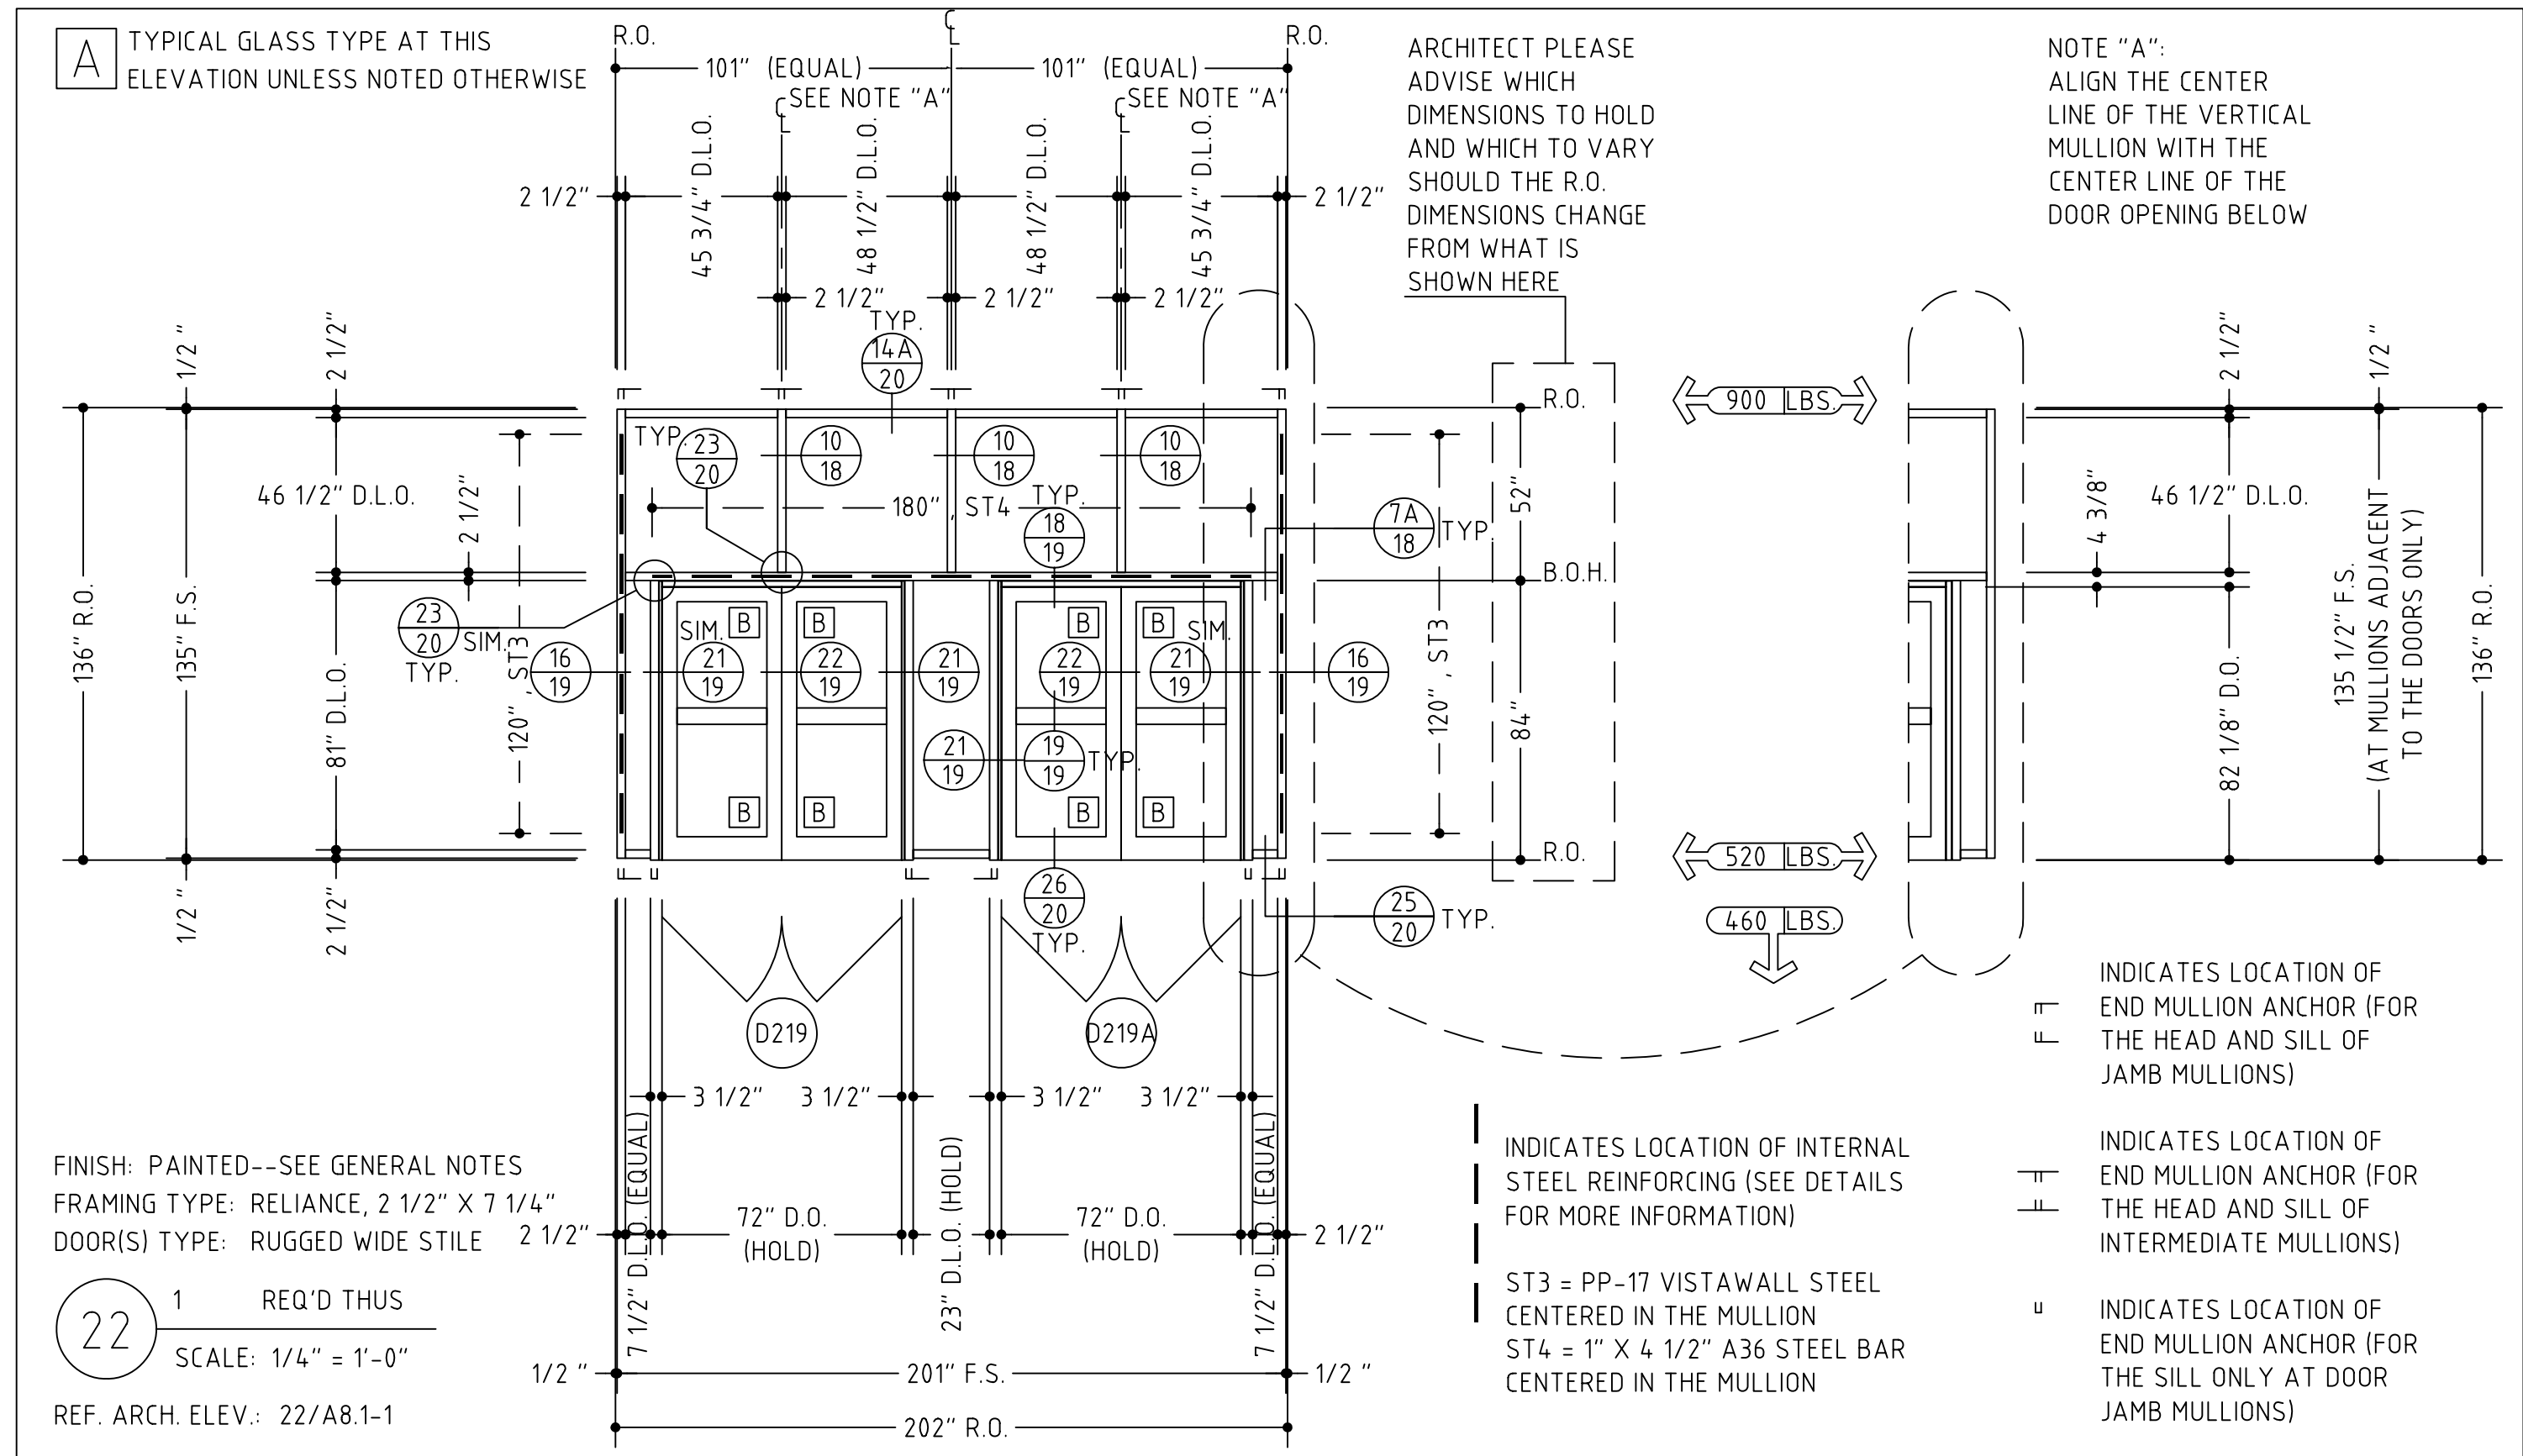 A
TYPICAL GLASS TYPE AT THIS
ELEVATION UNLESS NOTED OTHERWISE
R.O.
R.O.
101" (EQUAL)
101" (EQUAL)
SEE NOTE "A"
SEE NOTE "A"
2 1/2"
45 3/4" D.L.O.
48 1/2" D.L.O.
48 1/2" D.L.O.
45 3/4" D.L.O.
2 1/2"
2 1/2"
2 1/2"
2 1/2"
ARCHITECT PLEASE
ADVISE WHICH
DIMENSIONS TO HOLD
AND WHICH TO VARY
SHOULD THE R.O.
DIMENSIONS CHANGE
FROM WHAT IS
SHOWN HERE
NOTE "A":
ALIGN THE CENTER
LINE OF THE VERTICAL
MULLION WITH THE
CENTER LINE OF THE
DOOR OPENING BELOW
1/2 "
2 1/2"
136" R.O.
135" F.S.
46 1/2" D.L.O.
2 1/2"
81" D.L.O.
120" , ST3
1/2 "
2 1/2"
TYP.
14A
20
TYP.
23
20
10
18
10
18
10
18
180" , ST4
TYP.
18
19
7A
18
TYP.
23
20
SIM.
TYP.
16
19
SIM.
B
B
B
B
SIM.
21
19
22
19
21
19
22
19
21
19
16
19
21
19
19
19
TYP.
B
B
B
B
26
20
TYP.
25
20
TYP.
120" , ST3
R.O.
52"
B.O.H.
84"
R.O.
900 LBS.
520 LBS.
460 LBS.
2 1/2"
1/2 "
4 3/8"
46 1/2" D.L.O.
82 1/8" D.O.
135 1/2" F.S.
(AT MULLIONS ADJACENT
TO THE DOORS ONLY)
136" R.O.
D219
D219A
3 1/2"
3 1/2"
3 1/2"
3 1/2"
2 1/2"
7 1/2" D.L.O. (EQUAL)
72" D.O.
(HOLD)
23" D.L.O. (HOLD)
72" D.O.
(HOLD)
7 1/2" D.L.O. (EQUAL)
2 1/2"
1/2 "
201" F.S.
1/2 "
202" R.O.
FINISH: PAINTED--SEE GENERAL NOTES
FRAMING TYPE: RELIANCE, 2 1/2" X 7 1/4"
DOOR(S) TYPE: RUGGED WIDE STILE
22
1 REQ'D THUS
SCALE: 1/4" = 1'-0"
REF. ARCH. ELEV.: 22/A8.1-1
INDICATES LOCATION OF INTERNAL
STEEL REINFORCING (SEE DETAILS
FOR MORE INFORMATION)
ST3 = PP-17 VISTAWALL STEEL
CENTERED IN THE MULLION
ST4 = 1" X 4 1/2" A36 STEEL BAR
CENTERED IN THE MULLION
INDICATES LOCATION OF
END MULLION ANCHOR (FOR
THE HEAD AND SILL OF
JAMB MULLIONS)
INDICATES LOCATION OF
END MULLION ANCHOR (FOR
THE HEAD AND SILL OF
INTERMEDIATE MULLIONS)
INDICATES LOCATION OF
END MULLION ANCHOR (FOR
THE SILL ONLY AT DOOR
JAMB MULLIONS)